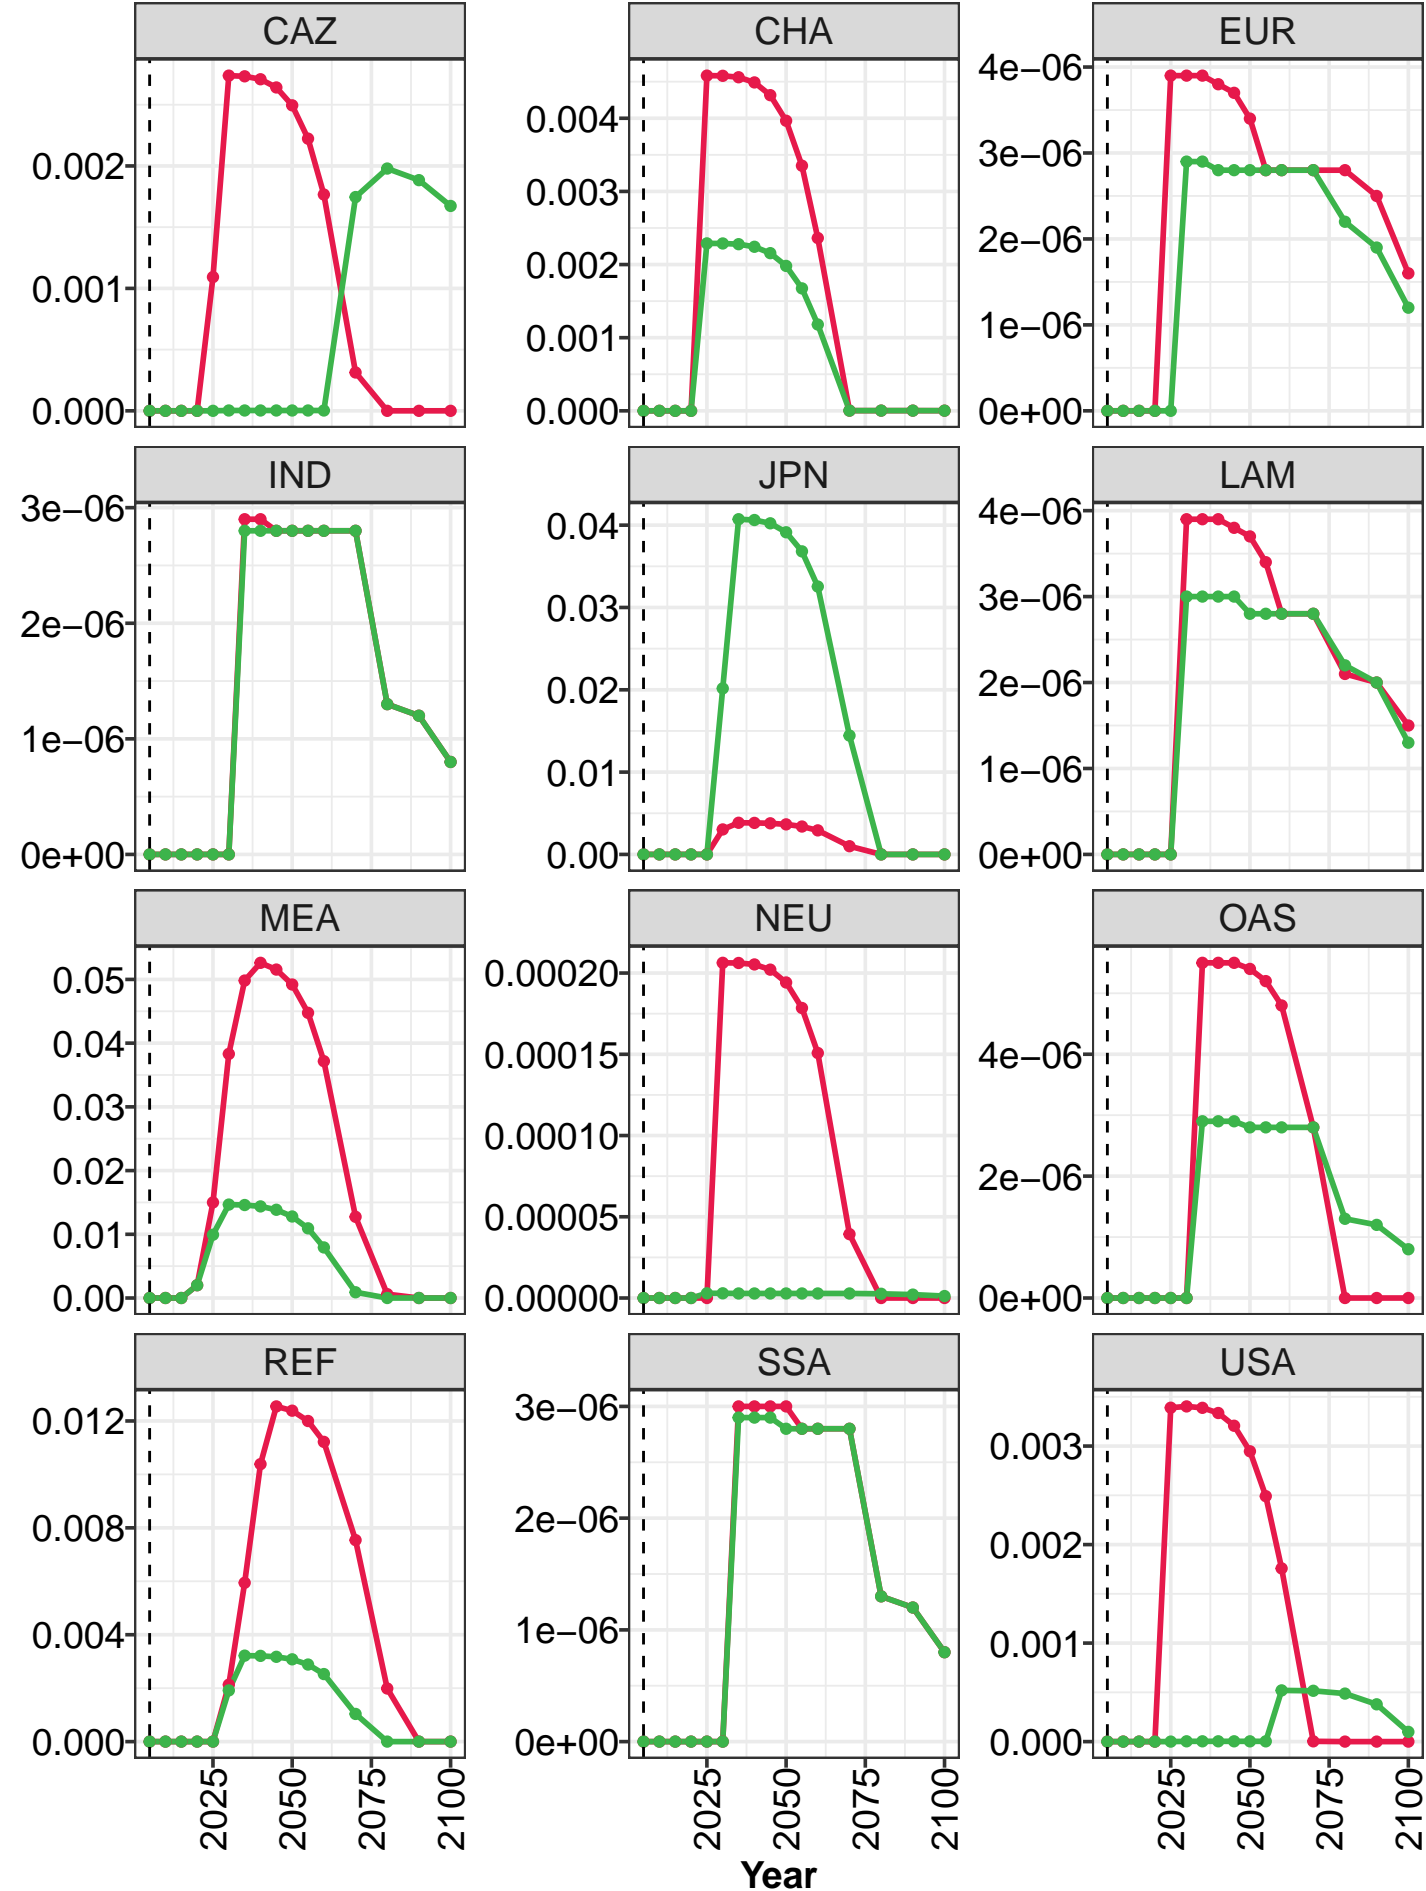 CAZ CHA EUR
0.002
0.001
0.000
0.004
0.003
0.002
0.001
0.000
4e−06
3e−06
2e−06
1e−06
0e+00
IND JPN LAM
3e−06
2e−06
1e−06
0e+00
0.04
0.03
0.02
0.01
0.00
4e−06
3e−06
2e−06
1e−06
0e+00
MEA NEU OAS
0.05
0.04
0.03
0.02
0.01
0.00
0.00020
0.00015
0.00010
0.00005
0.00000
4e−06
2e−06
0e+00
REF SSA USA
0.012
0.008
0.004
0.000
3e−06
2e−06
1e−06
0e+00
0.003
0.002
0.001
0.000
2025 2050 2075 2100 2025 2050 2075 2100 2025 2050 2075 2100
Year